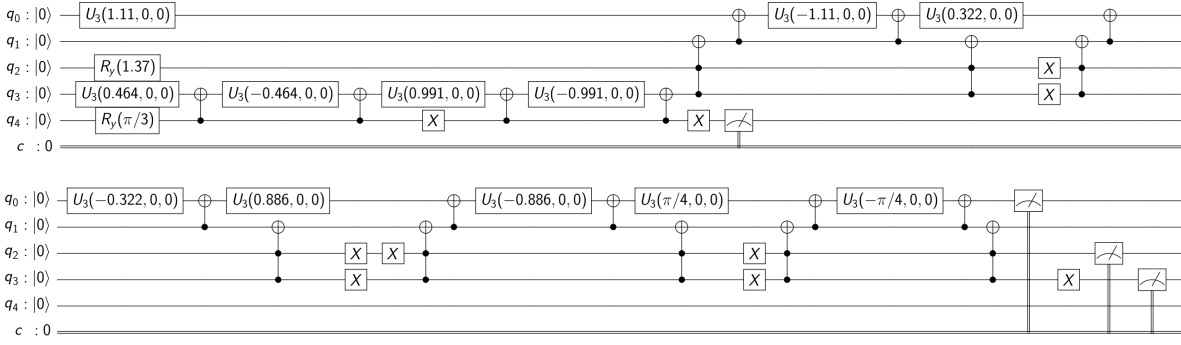 q₀ : |0⟩ U₃(1.11, 0, 0) U₃(−1.11, 0, 0) U₃(0.322, 0, 0)
q₁ : |0⟩
q₂ : |0⟩ R_y(1.37) X
q₃ : |0⟩ U₃(0.464, 0, 0) U₃(−0.464, 0, 0) U₃(0.991, 0, 0) U₃(−0.991, 0, 0) X
q₄ : |0⟩ R_y(π/3) X X
c : 0
q₀ : |0⟩ U₃(−0.322, 0, 0) U₃(0.886, 0, 0) U₃(−0.886, 0, 0) U₃(π/4, 0, 0) U₃(−π/4, 0, 0)
q₁ : |0⟩
q₂ : |0⟩ X X X
q₃ : |0⟩ X X X
q₄ : |0⟩
c : 0